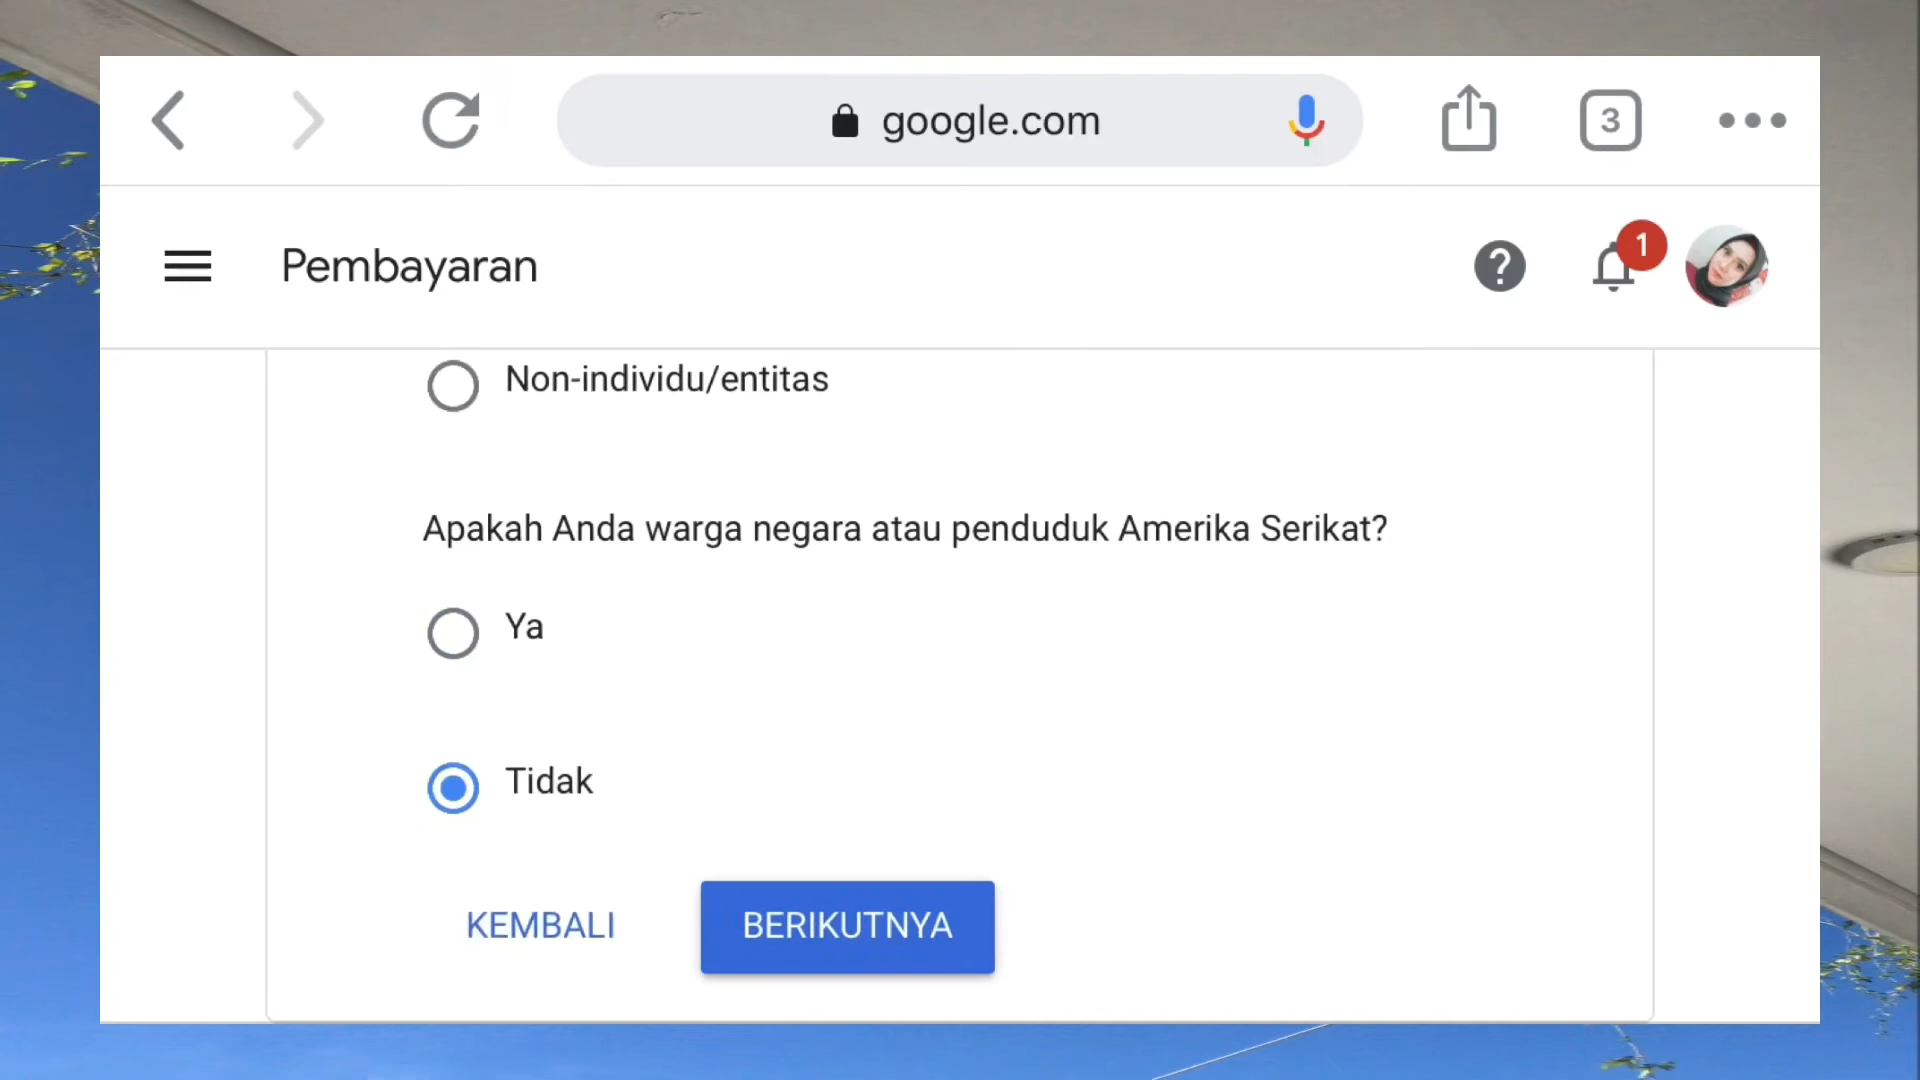 google.com
3
Pembayaran
1
Non-individu/entitas
Apakah Anda warga negara atau penduduk Amerika Serikat?
Ya
Tidak
KEMBALI
BERIKUTNYA